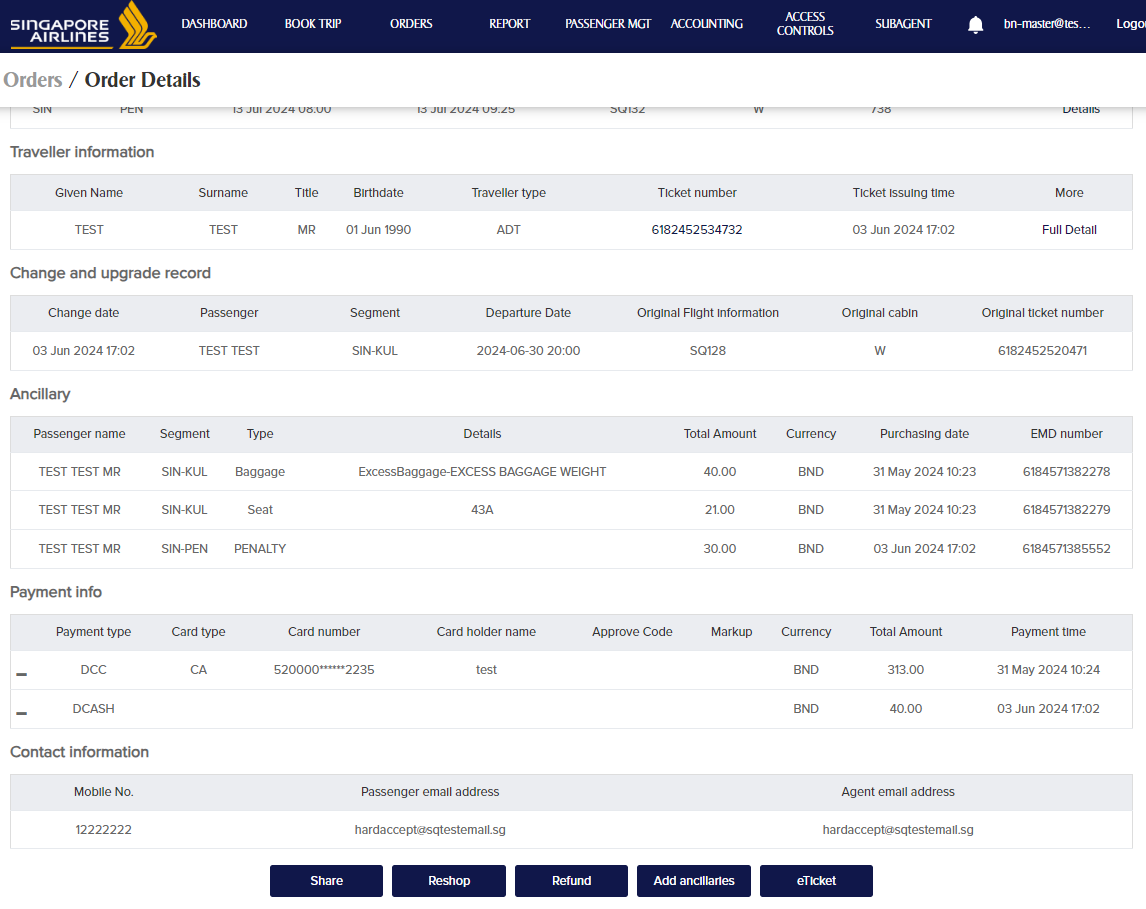 SINGAPORE AIRLINES DASHBOARD BOOK TRIP ORDERS REPORT PASSENGER MGT ACCOUNTING ACCESS CONTROLS SUBAGENT bn-master@tes... Logou
Orders / Order Details
SIN PEN 13 Jul 2024 08:00 13 Jul 2024 09:25 SQ132 W 738 Details
Traveller information
Given Name Surname Title Birthdate Traveller type Ticket number Ticket issuing time More
TEST TEST MR 01 Jun 1990 ADT 6182452534732 03 Jun 2024 17:02 Full Detail
Change and upgrade record
Change date Passenger Segment Departure Date Original Flight information Original cabin Original ticket number
03 Jun 2024 17:02 TEST TEST SIN-KUL 2024-06-30 20:00 SQ128 W 6182452520471
Ancillary
Passenger name Segment Type Details Total Amount Currency Purchasing date EMD number
TEST TEST MR SIN-KUL Baggage ExcessBaggage-EXCESS BAGGAGE WEIGHT 40.00 BND 31 May 2024 10:23 6184571382278
TEST TEST MR SIN-KUL Seat 43A 21.00 BND 31 May 2024 10:23 6184571382279
TEST TEST MR SIN-PEN PENALTY 30.00 BND 03 Jun 2024 17:02 6184571385552
Payment info
Payment type Card type Card number Card holder name Approve Code Markup Currency Total Amount Payment time
DCC CA 520000******2235 test BND 313.00 31 May 2024 10:24
DCASH BND 40.00 03 Jun 2024 17:02
Contact information
Mobile No. Passenger email address Agent email address
12222222 hardaccept@sqtestemail.sg hardaccept@sqtestemail.sg
Share Reshop Refund Add ancillaries eTicket